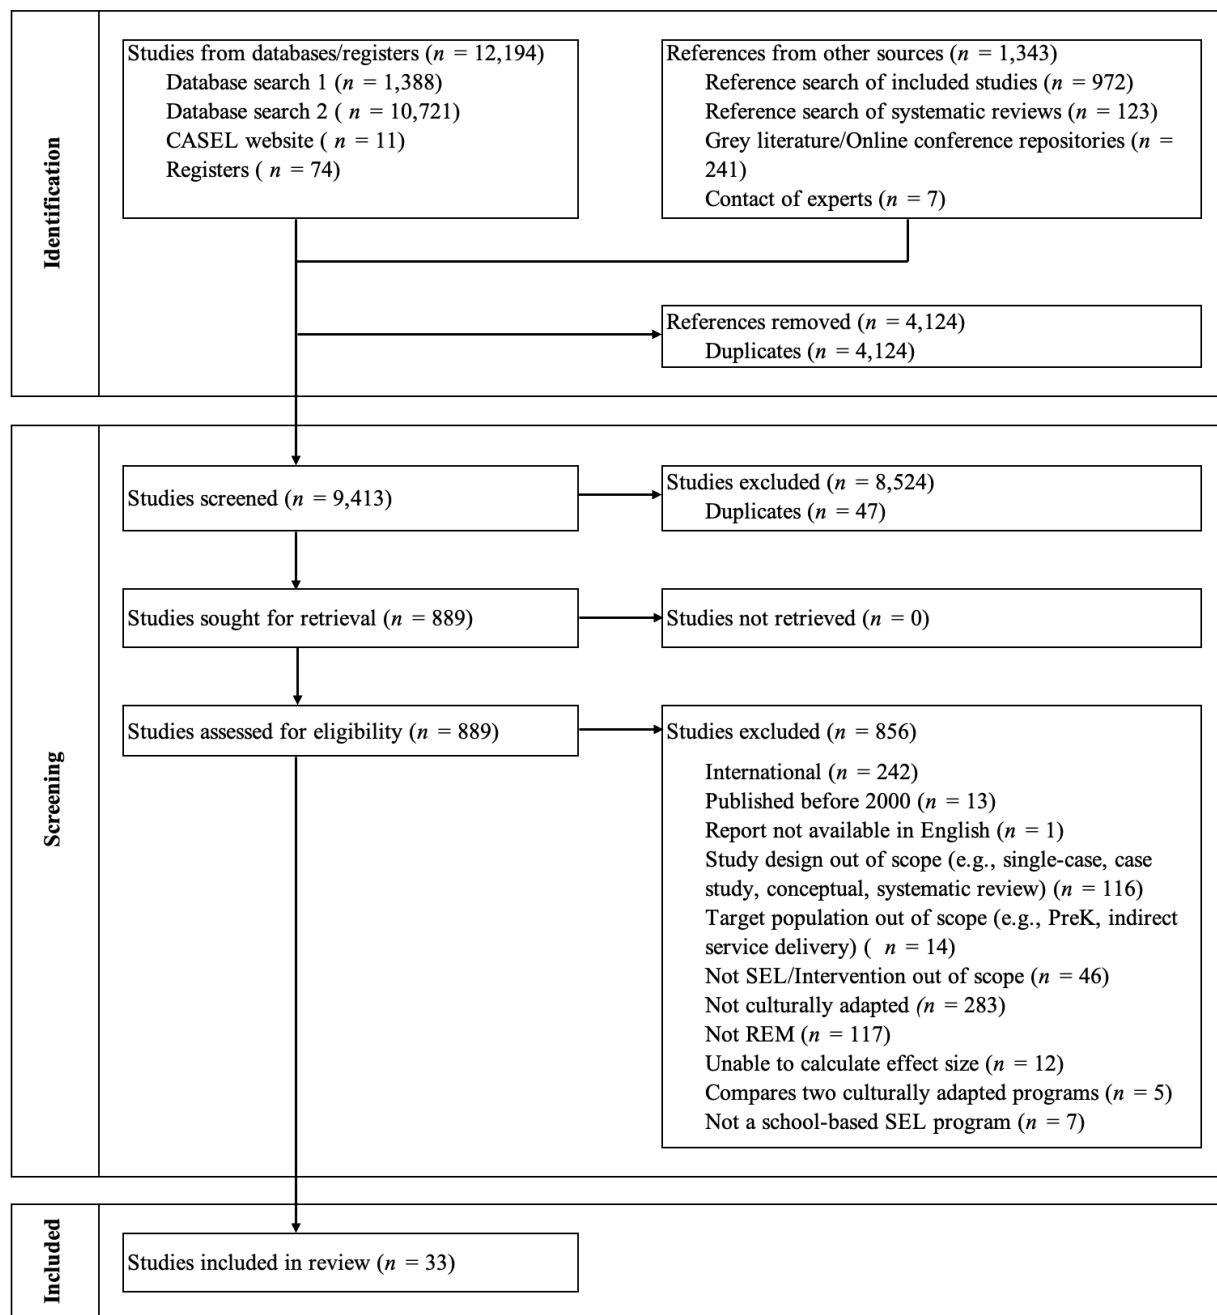 Identification
Studies from databases/registers (n = 12,194)
Database search 1 (n = 1,388)
Database search 2 ( n = 10,721)
CASEL website ( n = 11)
Registers ( n = 74)
References from other sources (n = 1,343)
Reference search of included studies (n = 972)
Reference search of systematic reviews (n = 123)
Grey literature/Online conference repositories (n =
241)
Contact of experts (n = 7)
References removed (n = 4,124)
Duplicates (n = 4,124)
Screening
Studies screened (n = 9,413)
Studies excluded (n = 8,524)
Duplicates (n = 47)
Studies sought for retrieval (n = 889)
Studies not retrieved (n = 0)
Studies assessed for eligibility (n = 889)
Studies excluded (n = 856)
International (n = 242)
Published before 2000 (n = 13)
Report not available in English (n = 1)
Study design out of scope (e.g., single-case, case
study, conceptual, systematic review) (n = 116)
Target population out of scope (e.g., PreK, indirect
service delivery) ( n = 14)
Not SEL/Intervention out of scope (n = 46)
Not culturally adapted (n = 283)
Not REM (n = 117)
Unable to calculate effect size (n = 12)
Compares two culturally adapted programs (n = 5)
Not a school-based SEL program (n = 7)
Included
Studies included in review (n = 33)